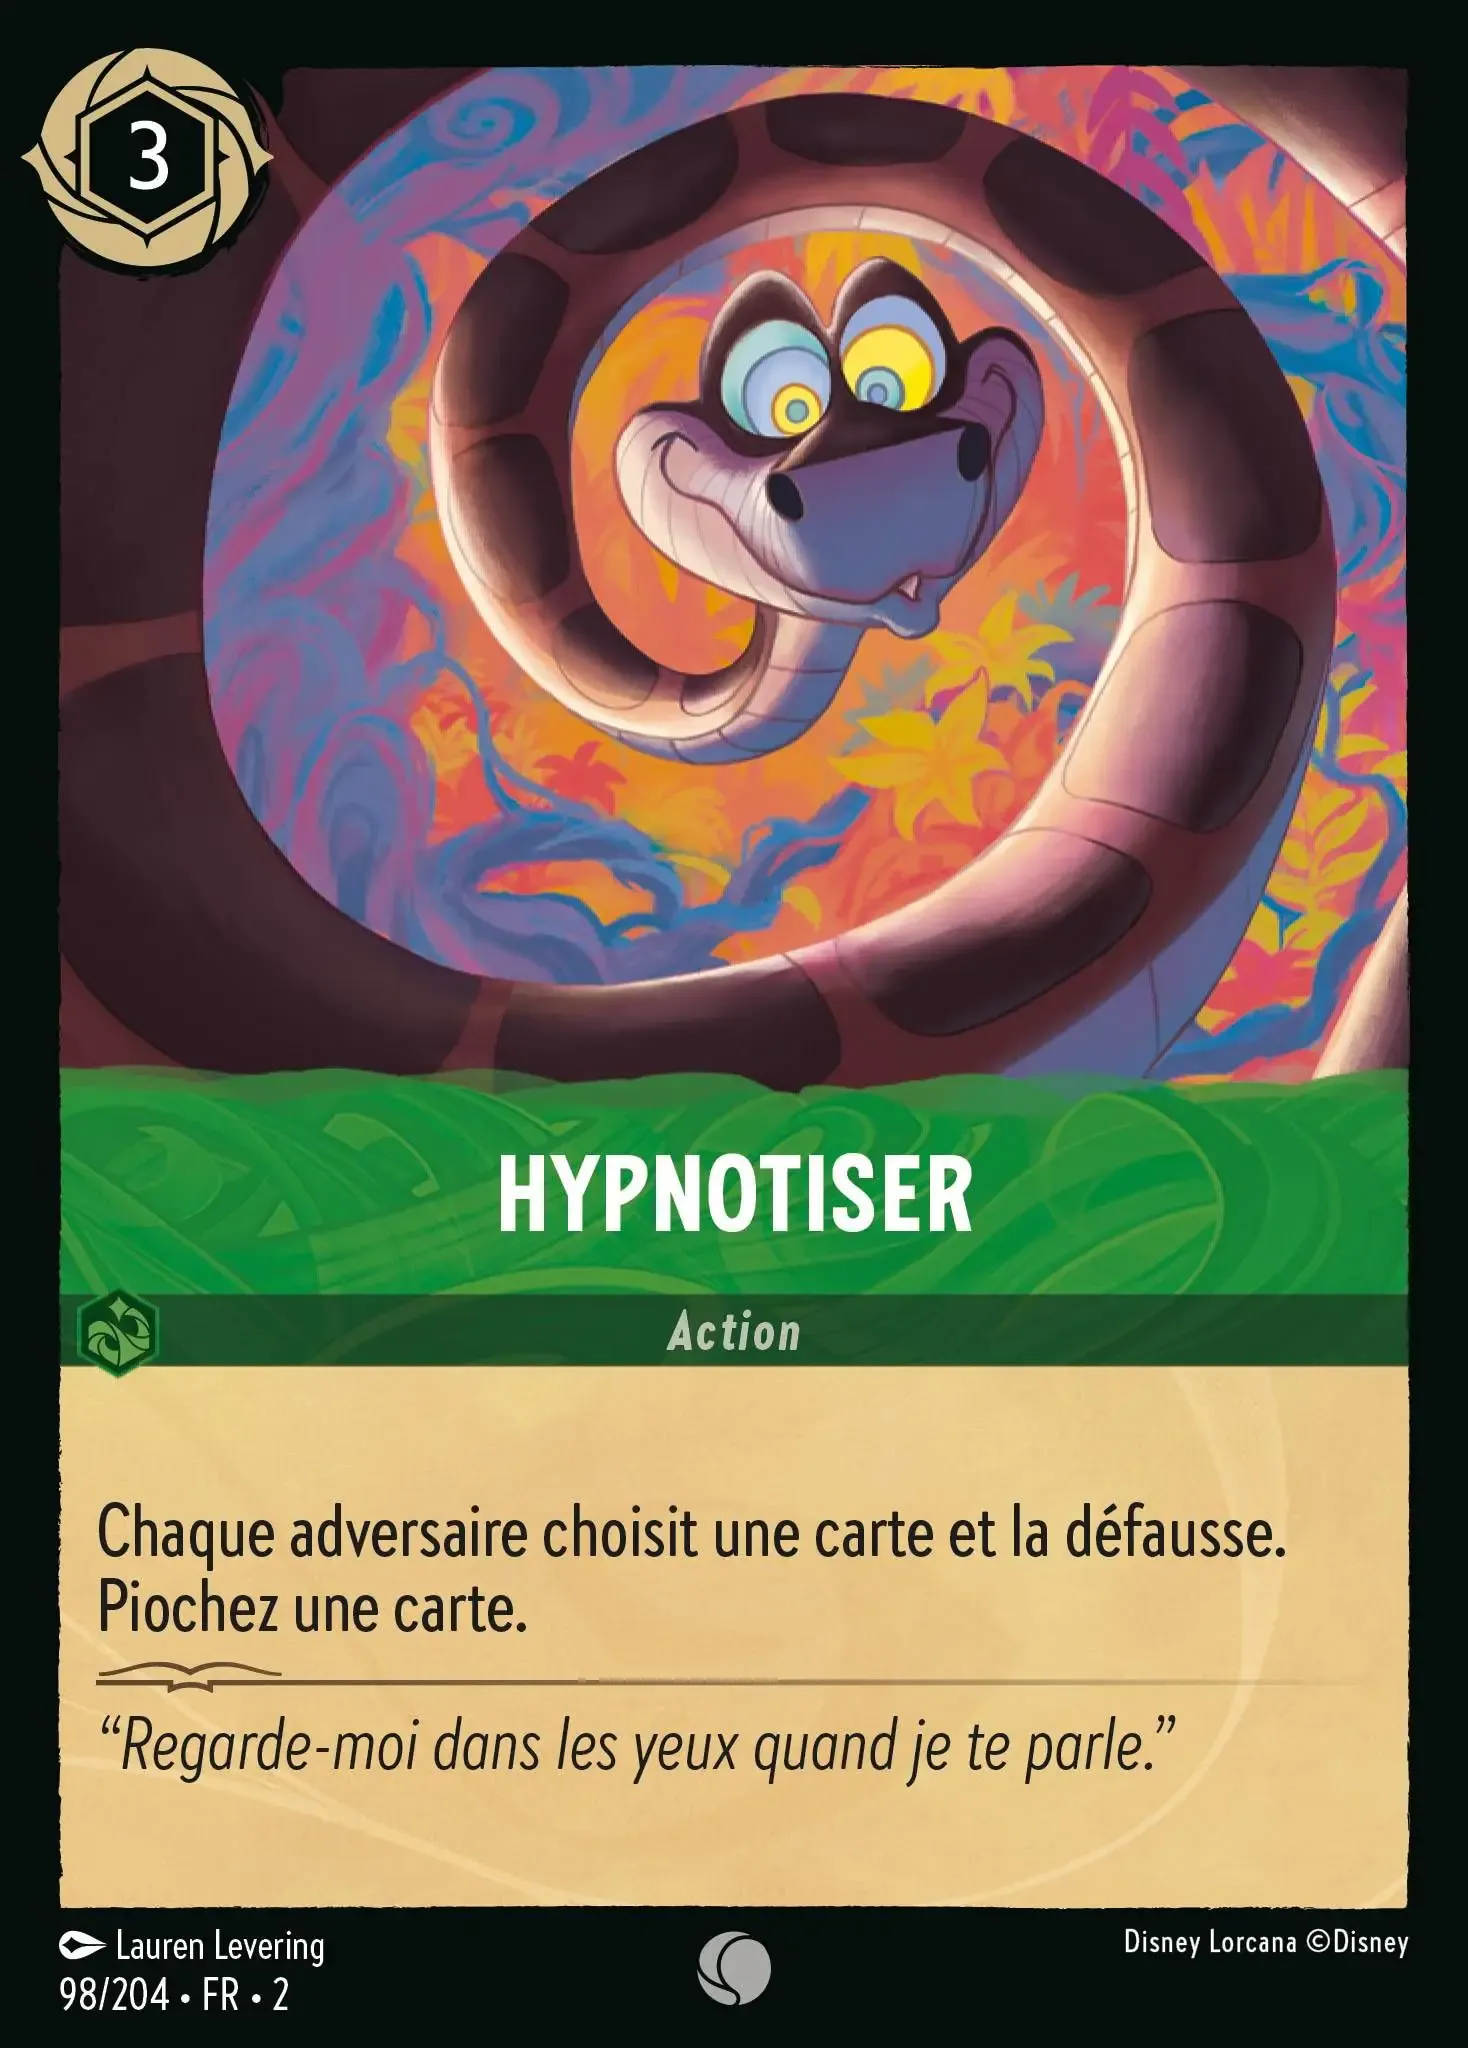 3
HYPNOTISER
Action
Chaque adversaire choisit une carte et la défausse.
Piochez une carte.
“Regarde-moi dans les yeux quand je te parle.”
Lauren Levering
Disney Lorcana ©Disney
98/204 • FR • 2